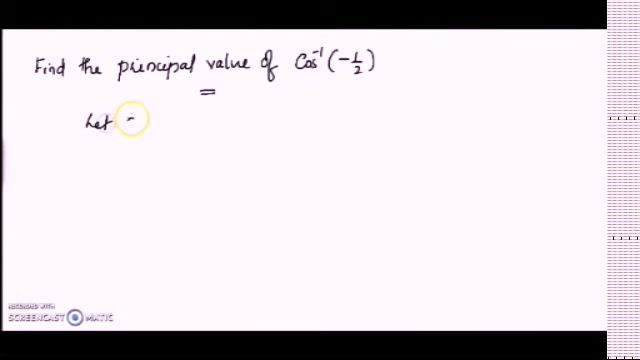 Find the principal value of Cos⁻¹(-1/2)
Let
RECORDED WITH
SCREENCAST MATIC